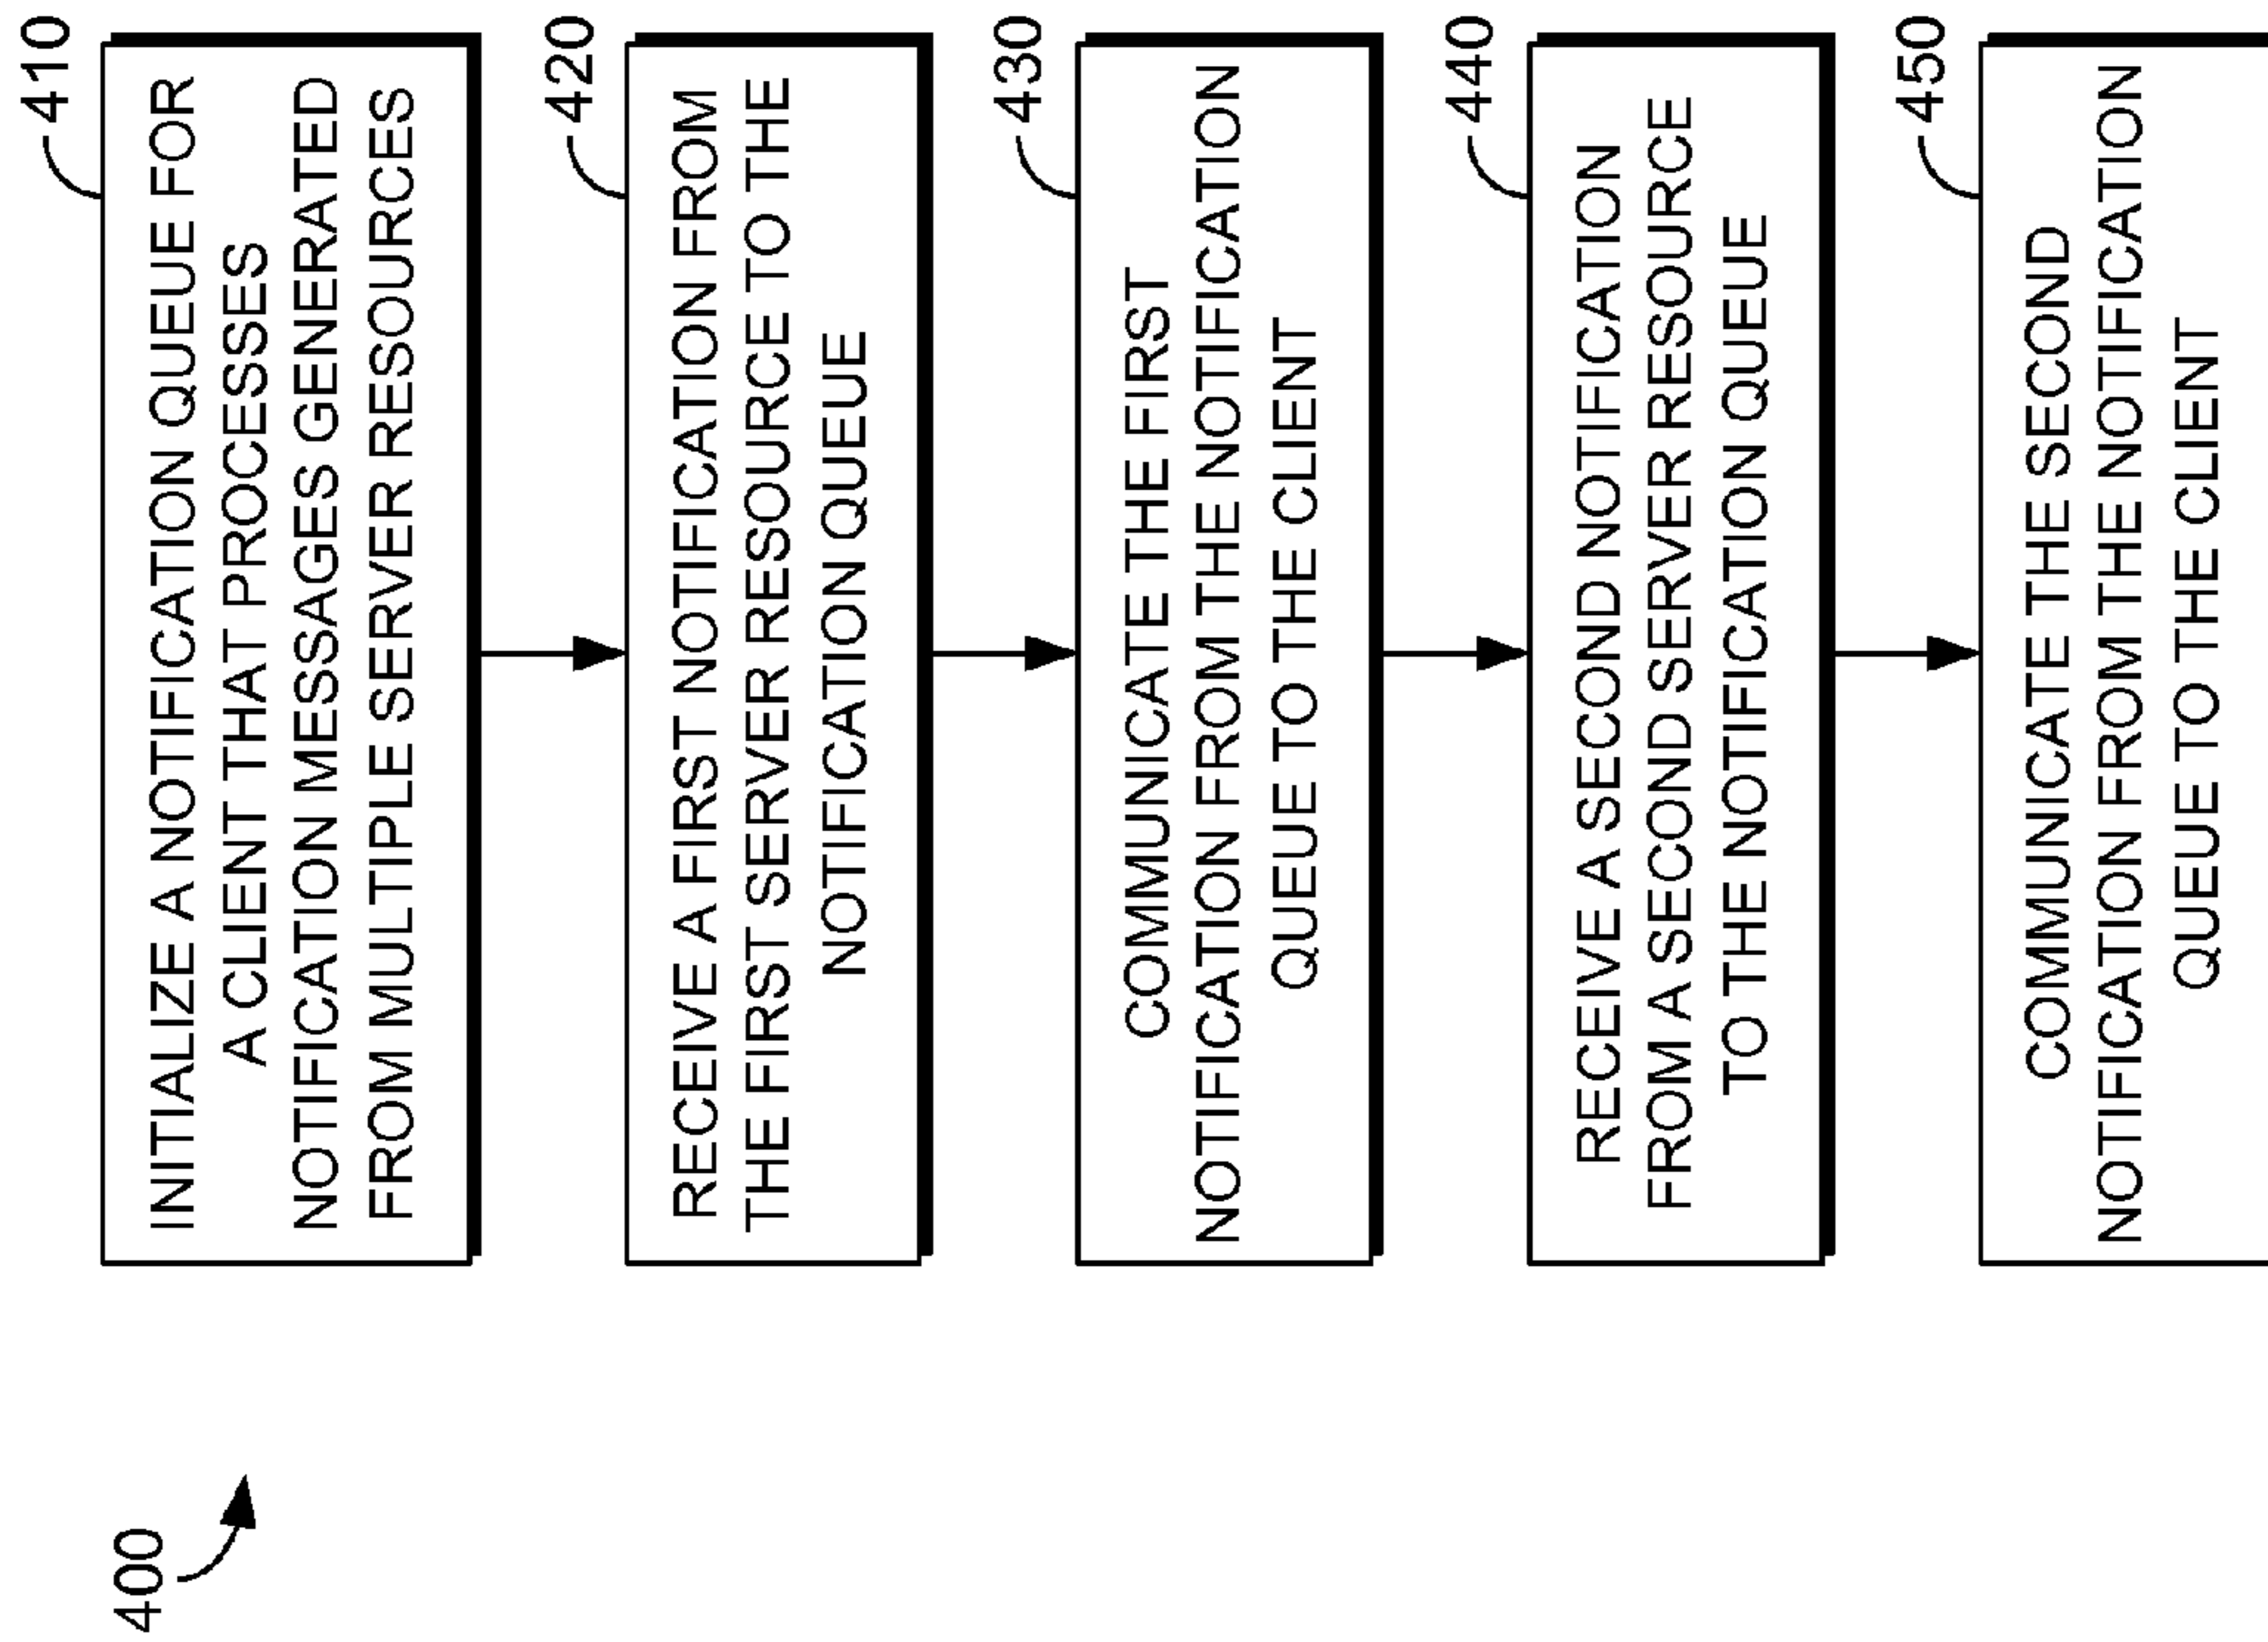 400
410
INITIALIZE A NOTIFICATION QUEUE FOR
A CLIENT THAT PROCESSES
NOTIFICATION MESSAGES GENERATED
FROM MULTIPLE SERVER RESOURCES
420
RECEIVE A FIRST NOTIFICATION FROM
THE FIRST SERVER RESOURCE TO THE
NOTIFICATION QUEUE
430
COMMUNICATE THE FIRST
NOTIFICATION FROM THE NOTIFICATION
QUEUE TO THE CLIENT
440
RECEIVE A SECOND NOTIFICATION
FROM A SECOND SERVER RESOURCE
TO THE NOTIFICATION QUEUE
450
COMMUNICATE THE SECOND
NOTIFICATION FROM THE NOTIFICATION
QUEUE TO THE CLIENT